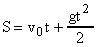 S = v₀t + gt²/2